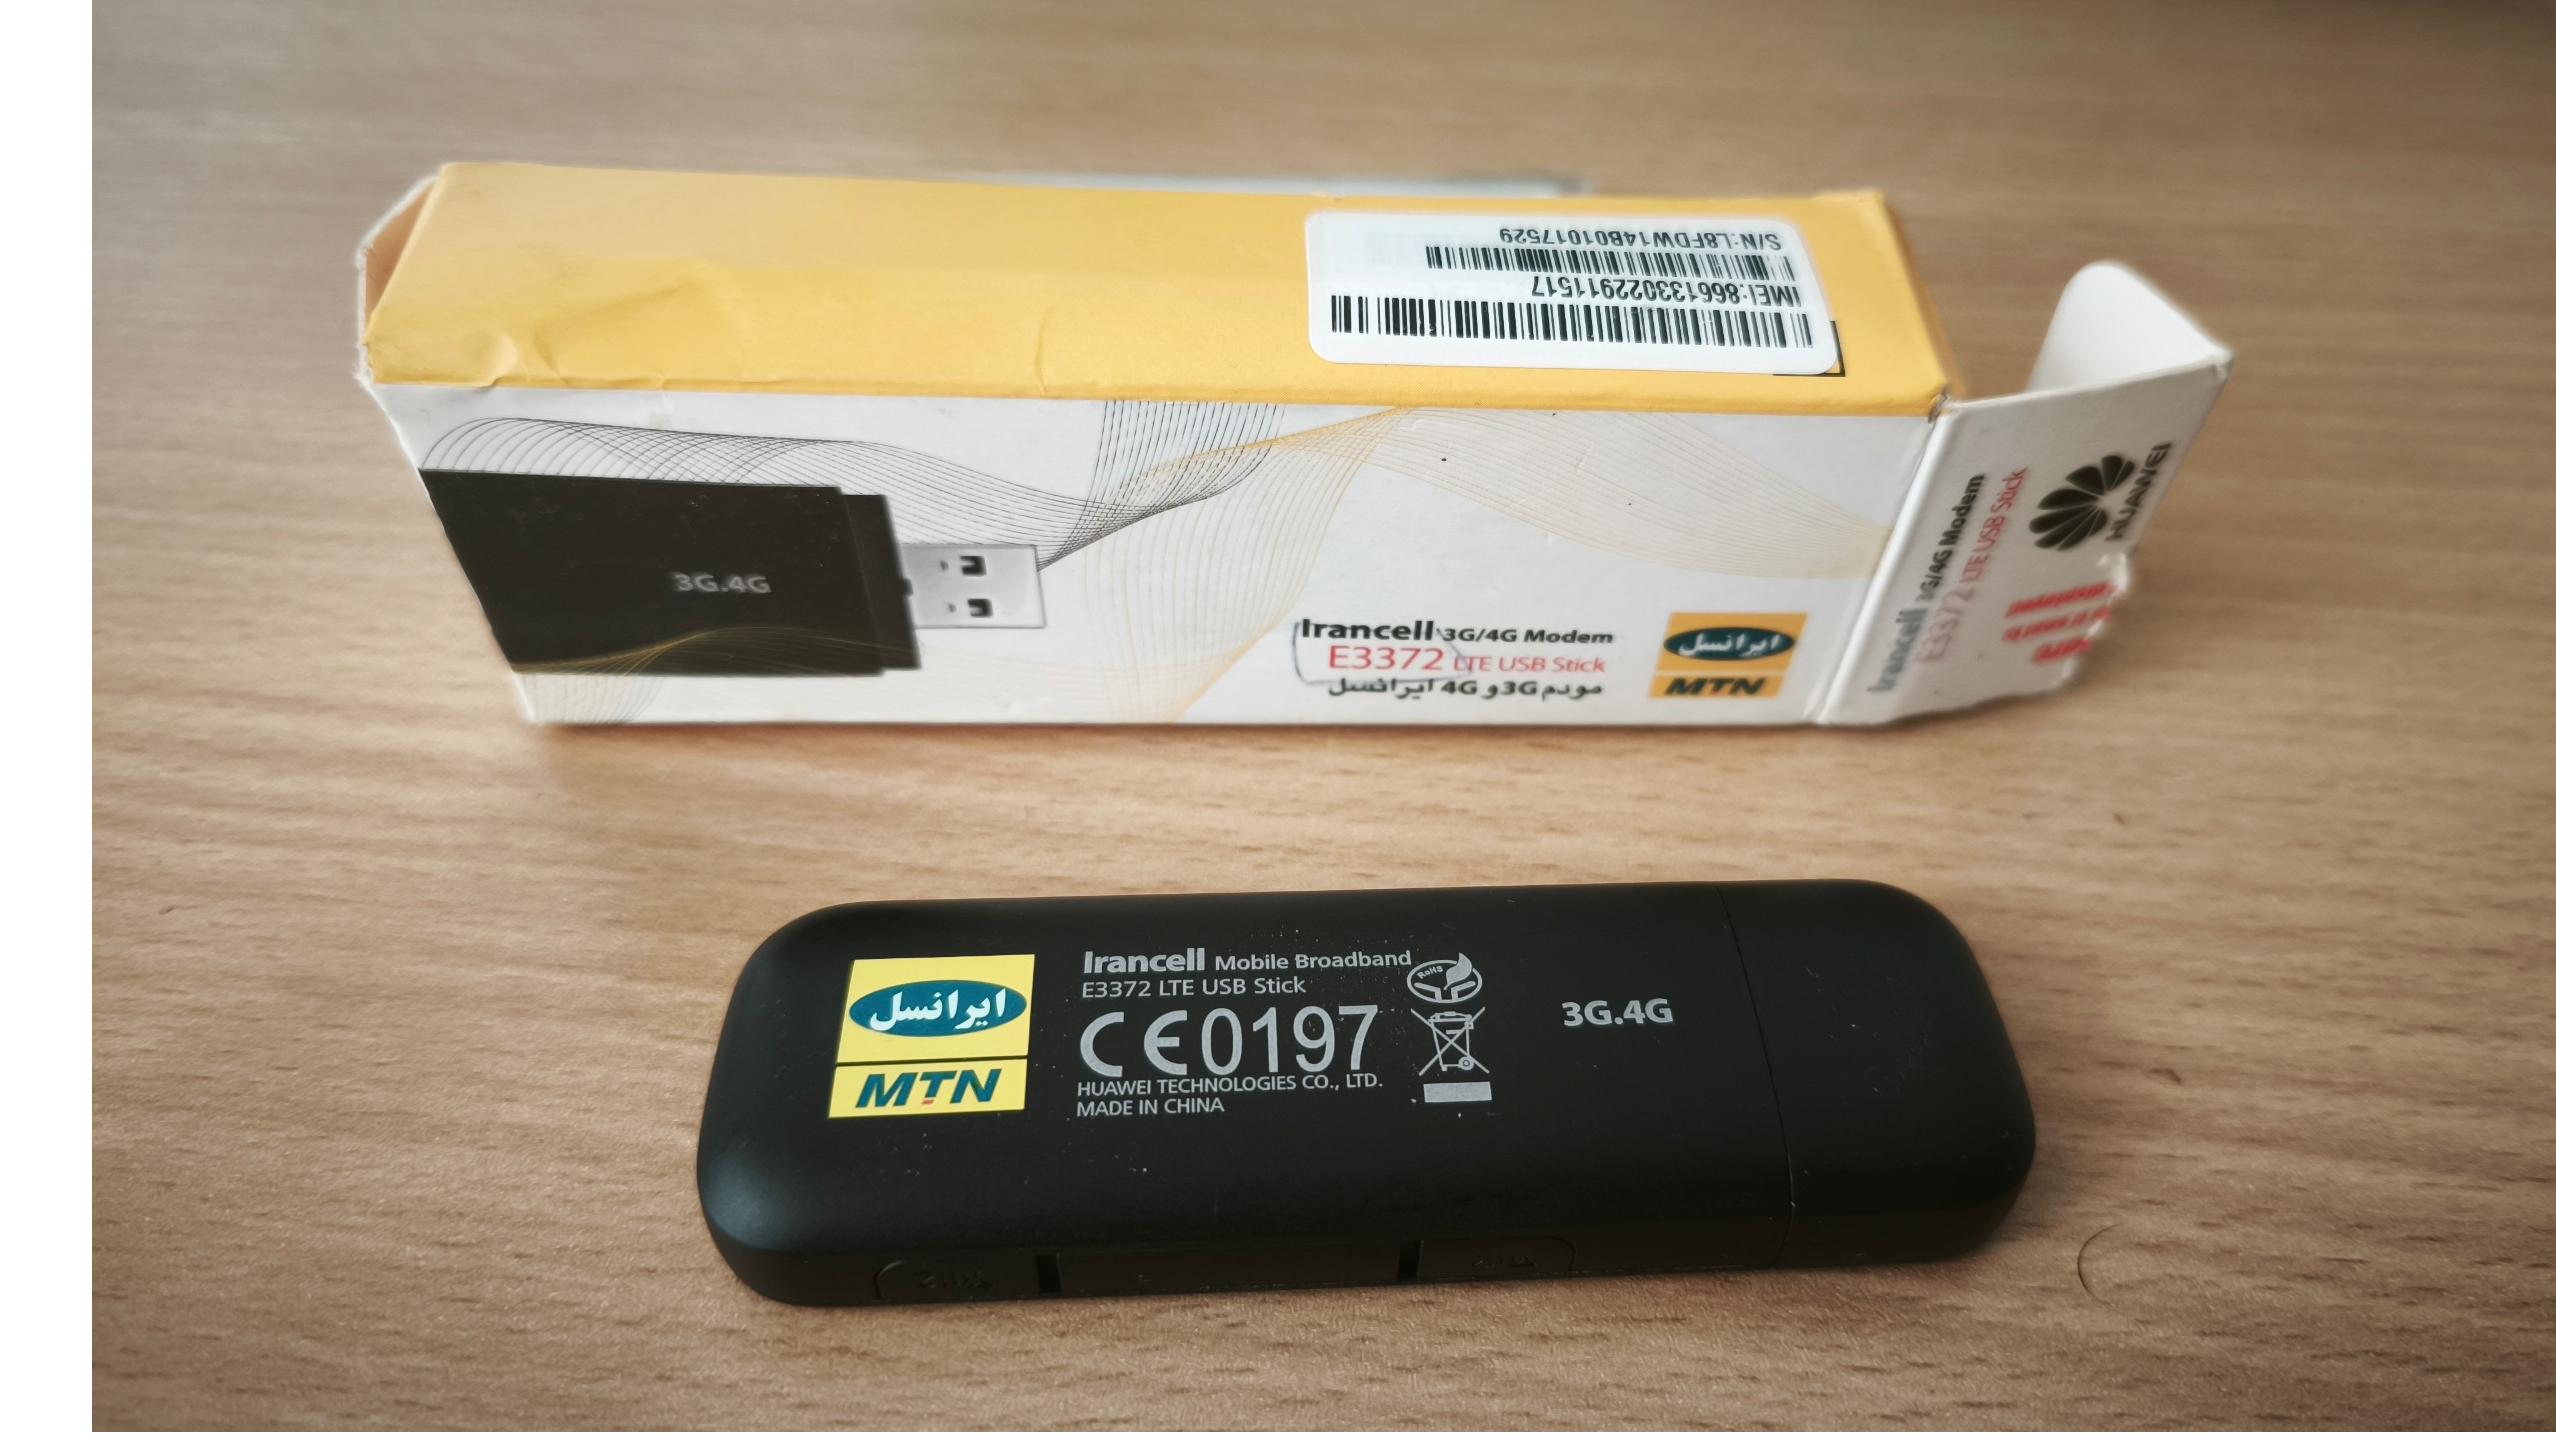 S/N:L8FDW14B01017529
IMEI:866133022911517
3G.4G
Irancell 3G/4G Modem
E3372 LTE USB Stick
مودم 3G و 4G ایرانسل
ایرانسل
MTN
Irancell 3G/4G Modem
E3372 LTE USB Stick
HUAWEI
ایرانسل
MTN
Irancell Mobile Broadband
E3372 LTE USB Stick
RoHS
CE0197
HUAWEI TECHNOLOGIES CO., LTD.
MADE IN CHINA
3G.4G